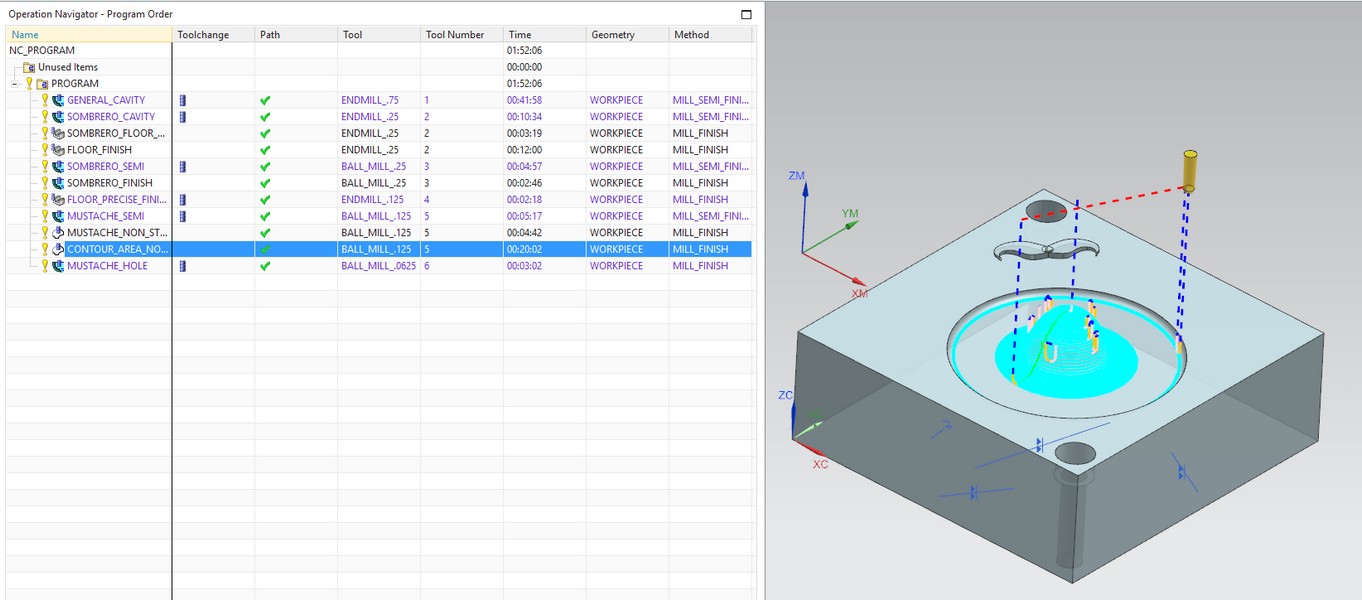 Operation Navigator - Program Order
Name Toolchange Path Tool Tool Number Time Geometry Method
NC_PROGRAM 01:52:06
Unused Items 00:00:00
PROGRAM 01:52:06
GENERAL_CAVITY ENDMILL_.75 1 00:41:58 WORKPIECE MILL_SEMI_FINI...
SOMBRERO_CAVITY ENDMILL_.25 2 00:10:34 WORKPIECE MILL_SEMI_FINI...
SOMBRERO_FLOOR_... ENDMILL_.25 2 00:03:19 WORKPIECE MILL_FINISH
FLOOR_FINISH ENDMILL_.25 2 00:12:00 WORKPIECE MILL_FINISH
SOMBRERO_SEMI BALL_MILL_.25 3 00:04:57 WORKPIECE MILL_SEMI_FINI...
SOMBRERO_FINISH BALL_MILL_.25 3 00:02:46 WORKPIECE MILL_FINISH
FLOOR_PRECISE_FINI... ENDMILL_.125 4 00:02:18 WORKPIECE MILL_FINISH
MUSTACHE_SEMI BALL_MILL_.125 5 00:05:17 WORKPIECE MILL_SEMI_FINI...
MUSTACHE_NON_ST... BALL_MILL_.125 5 00:04:42 WORKPIECE MILL_FINISH
CONTOUR_AREA_NO... BALL_MILL_.125 5 00:20:02 WORKPIECE MILL_FINISH
MUSTACHE_HOLE BALL_MILL_.0625 6 00:03:02 WORKPIECE MILL_FINISH
ZM
YM
XM
ZC
XC